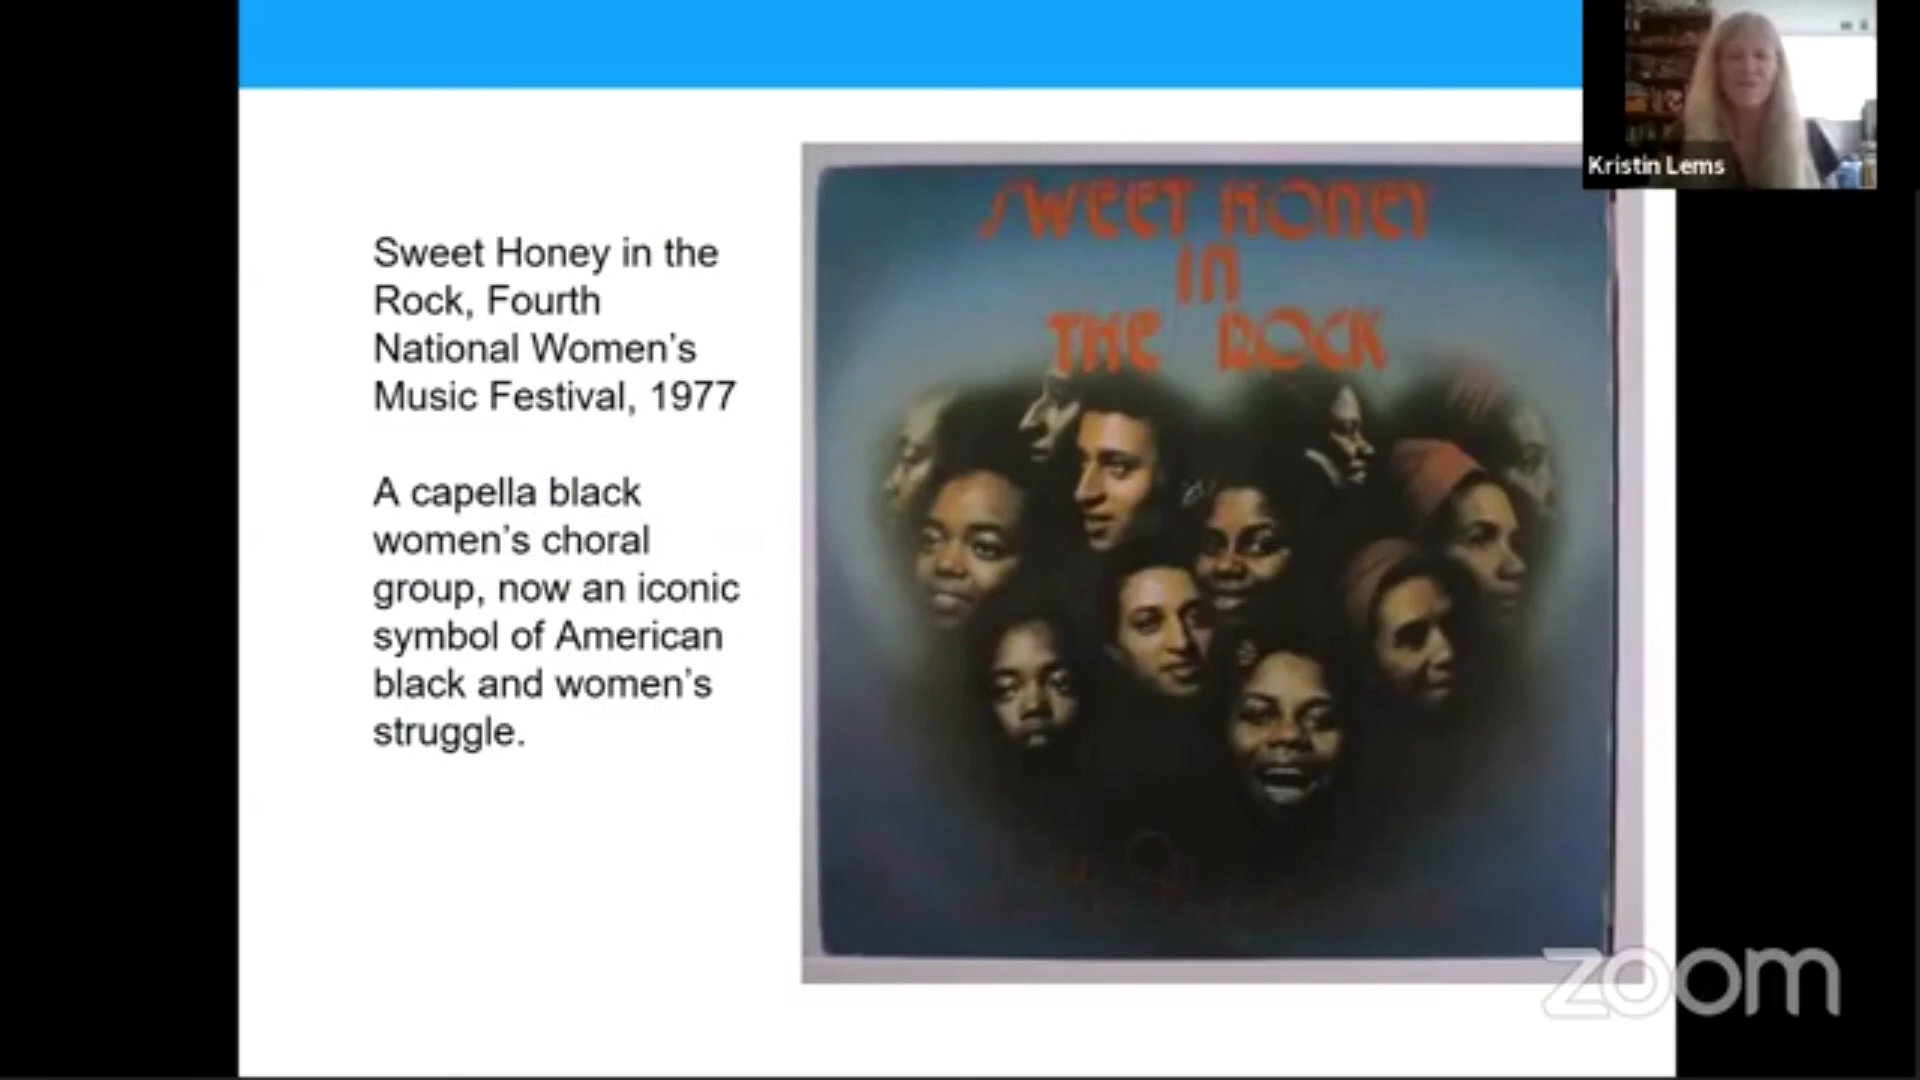 Kristin Lems
Sweet Honey in the
Rock, Fourth
National Women's
Music Festival, 1977
A capella black
women's choral
group, now an iconic
symbol of American
black and women's
struggle.
SWEET HONEY
IN
THE ROCK
zoom